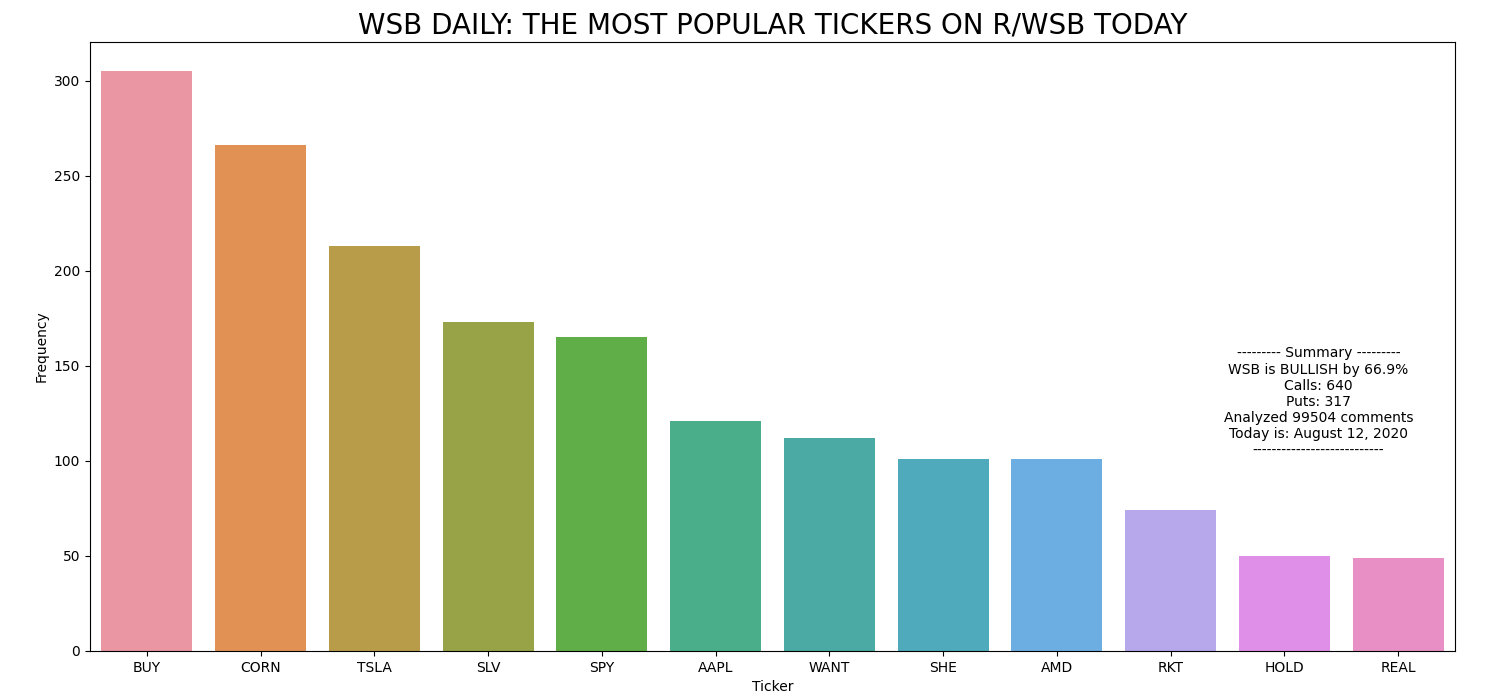 WSB DAILY: THE MOST POPULAR TICKERS ON R/WSB TODAY
300
250
200
150
100
50
0
Frequency
--------- Summary ---------
WSB is BULLISH by 66.9%
Calls: 640
Puts: 317
Analyzed 99504 comments
Today is: August 12, 2020
---------------------------
BUY CORN TSLA SLV SPY AAPL WANT SHE AMD RKT HOLD REAL
Ticker